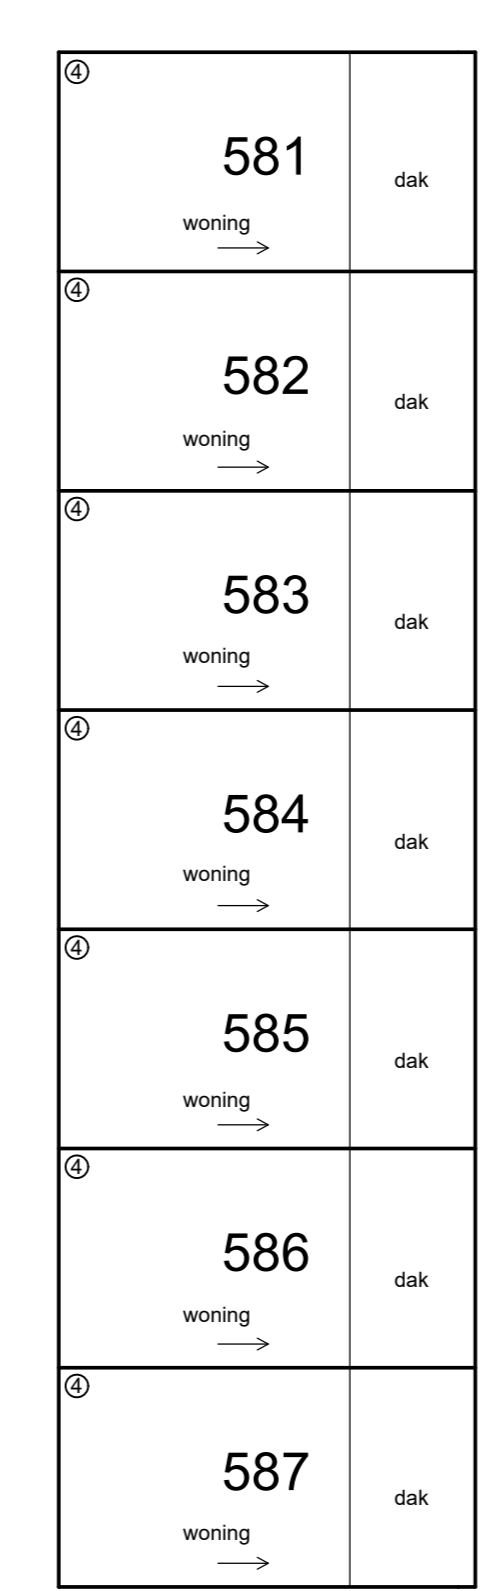 ④
581
dak
woning
④
582
dak
woning
④
583
dak
woning
④
584
dak
woning
④
585
dak
woning
④
586
dak
woning
④
587
dak
woning